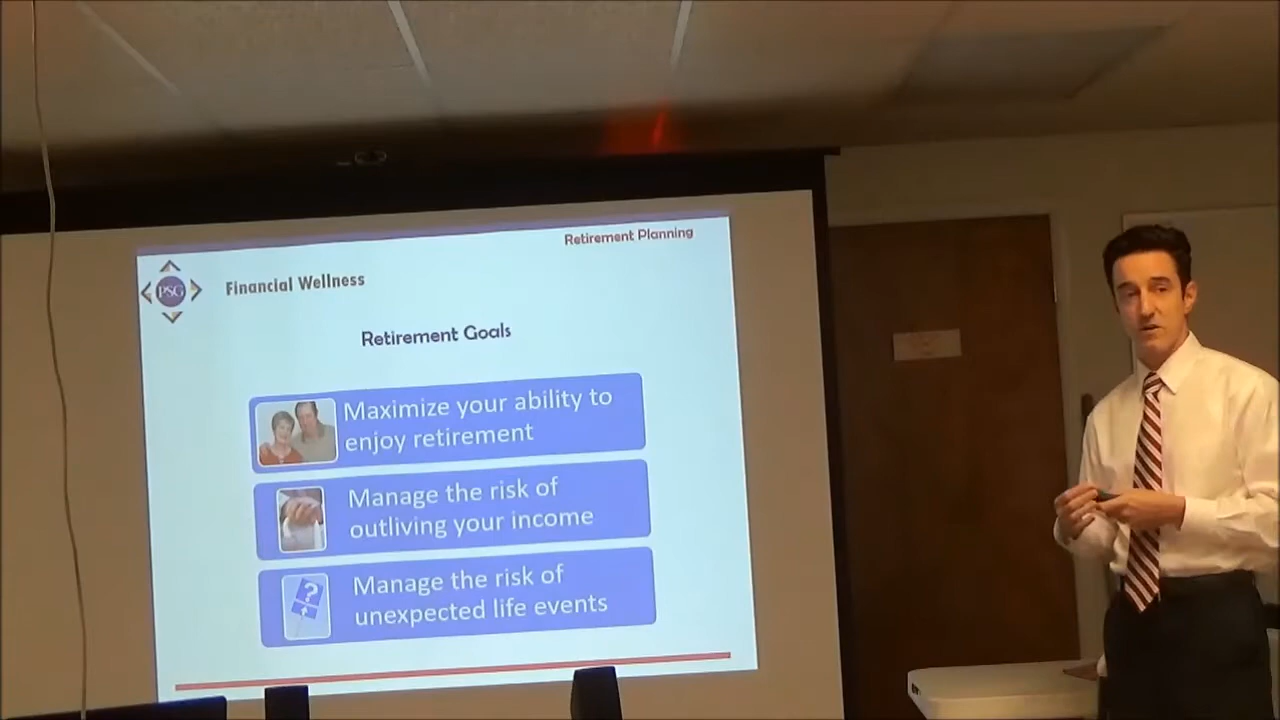 Retirement Planning
PSG
Financial Wellness
Retirement Goals
Maximize your ability to
enjoy retirement
Manage the risk of
outliving your income
?
Manage the risk of
unexpected life events